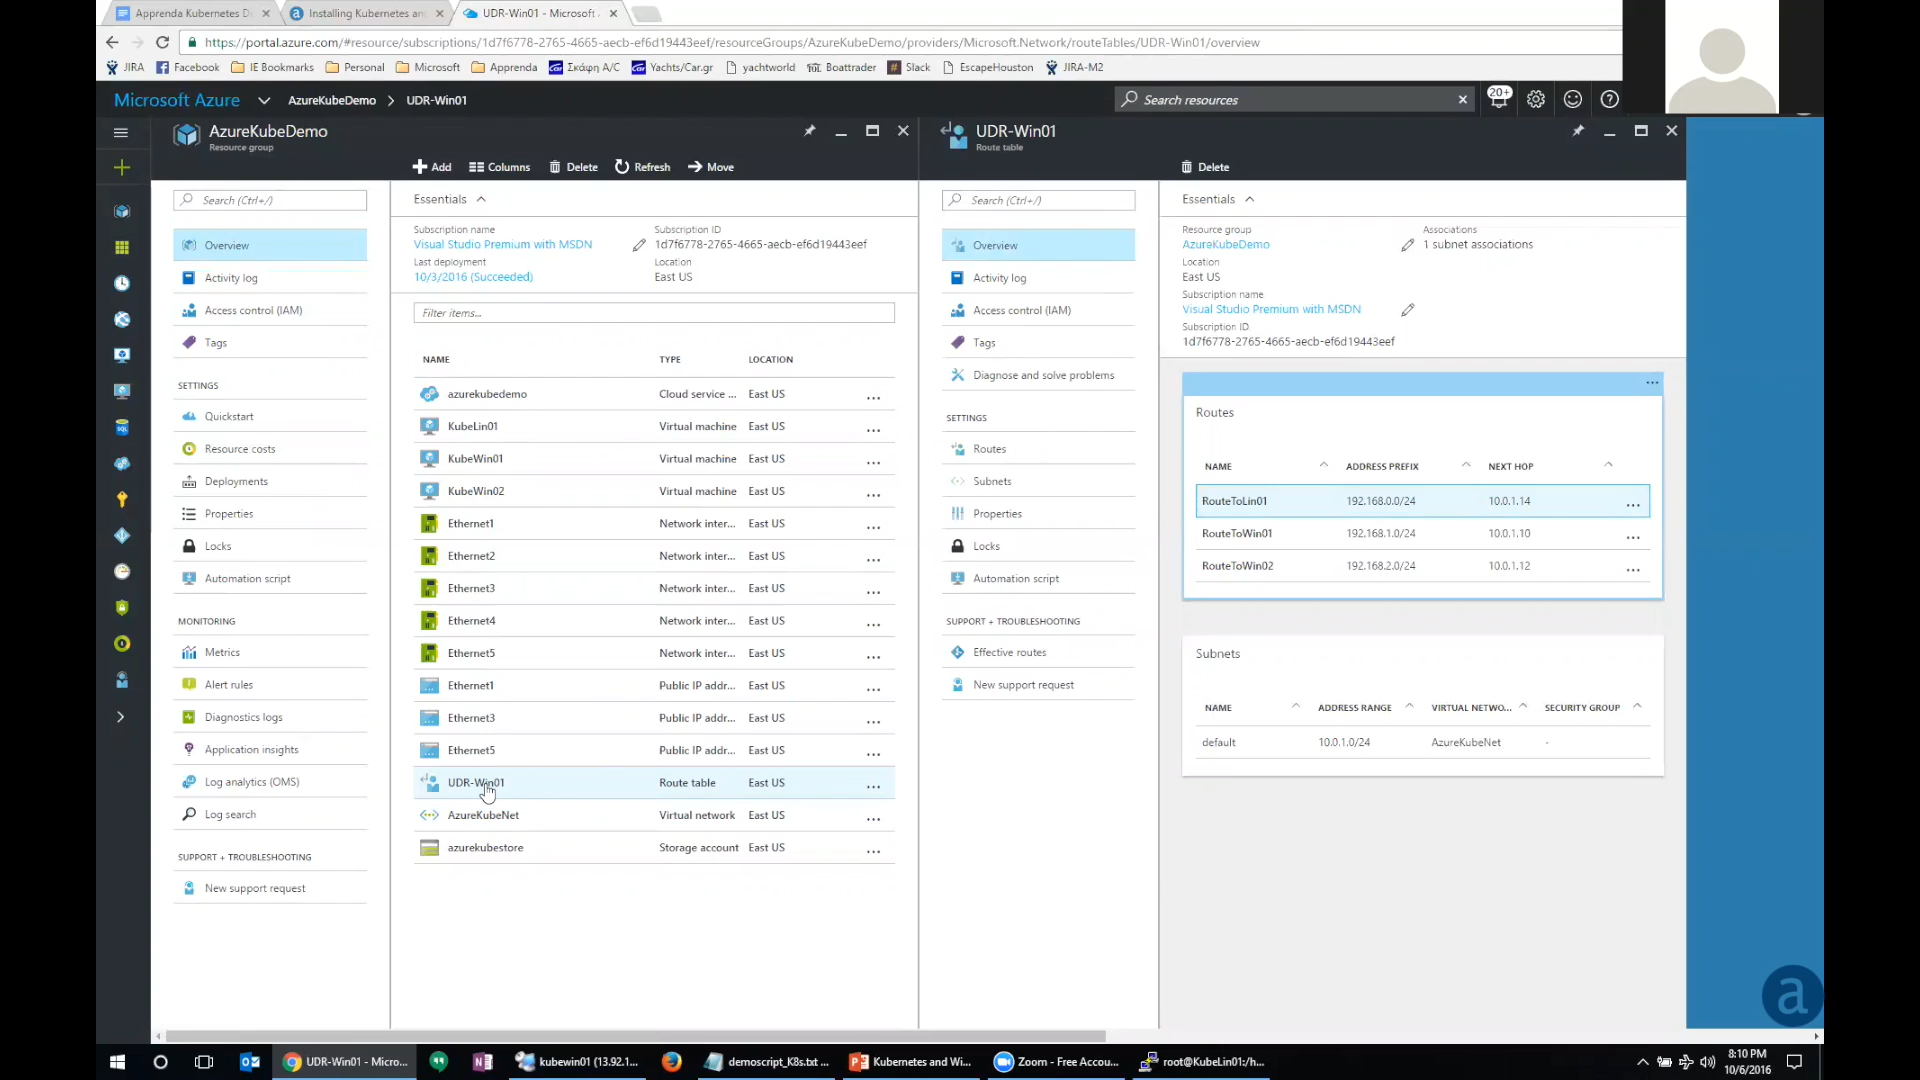 Apprenda Kubernetes D
Installing Kubernetes an
UDR-Win01 - Microsoft
https://portal.azure.com/#resource/subscriptions/1d7f6778-2765-4665-aecb-ef6d19443eef/resourceGroups/AzureKubeDemo/providers/Microsoft.Network/routeTables/UDR-Win01/overview
JIRA Facebook IE Bookmarks Personal Microsoft Apprenda Σκάφη A/C Yachts/Car.gr yachtworld Boattrader Slack EscapeHouston JIRA-M2
Microsoft Azure AzureKubeDemo > UDR-Win01
Search resources
20+
AzureKubeDemo
Resource group
Add Columns Delete Refresh Move
Search (Ctrl+/)
Overview
Activity log
Access control (IAM)
Tags
SETTINGS
Quickstart
Resource costs
Deployments
Properties
Locks
Automation script
MONITORING
Metrics
Alert rules
Diagnostics logs
Application insights
Log analytics (OMS)
Log search
SUPPORT + TROUBLESHOOTING
New support request
Essentials
Subscription name
Visual Studio Premium with MSDN
Subscription ID
1d7f6778-2765-4665-aecb-ef6d19443eef
Last deployment
10/3/2016 (Succeeded)
Location
East US
Filter items...
NAME TYPE LOCATION
azurekubedemo Cloud service ... East US ...
KubeLin01 Virtual machine East US ...
KubeWin01 Virtual machine East US ...
KubeWin02 Virtual machine East US ...
Ethernet1 Network inter... East US ...
Ethernet2 Network inter... East US ...
Ethernet3 Network inter... East US ...
Ethernet4 Network inter... East US ...
Ethernet5 Network inter... East US ...
Ethernet1 Public IP addr... East US ...
Ethernet3 Public IP addr... East US ...
Ethernet5 Public IP addr... East US ...
UDR-Win01 Route table East US ...
AzureKubeNet Virtual network East US ...
azurekubestore Storage account East US ...
UDR-Win01
Route table
Delete
Search (Ctrl+/)
Overview
Activity log
Access control (IAM)
Tags
Diagnose and solve problems
SETTINGS
Routes
Subnets
Properties
Locks
Automation script
SUPPORT + TROUBLESHOOTING
Effective routes
New support request
Essentials
Resource group
AzureKubeDemo
Associations
1 subnet associations
Location
East US
Subscription name
Visual Studio Premium with MSDN
Subscription ID
1d7f6778-2765-4665-aecb-ef6d19443eef
...
Routes
NAME ADDRESS PREFIX NEXT HOP
RouteToLin01 192.168.0.0/24 10.0.1.14 ...
RouteToWin01 192.168.1.0/24 10.0.1.10 ...
RouteToWin02 192.168.2.0/24 10.0.1.12 ...
Subnets
NAME ADDRESS RANGE VIRTUAL NETWO... SECURITY GROUP
default 10.0.1.0/24 AzureKubeNet -
a
UDR-Win01 - Micro...
kubewin01 (13.92.1...
demoscript_K8s.txt ...
Kubernetes and Wi...
Zoom - Free Accou...
root@KubeLin01:/h...
8:10 PM
10/6/2016